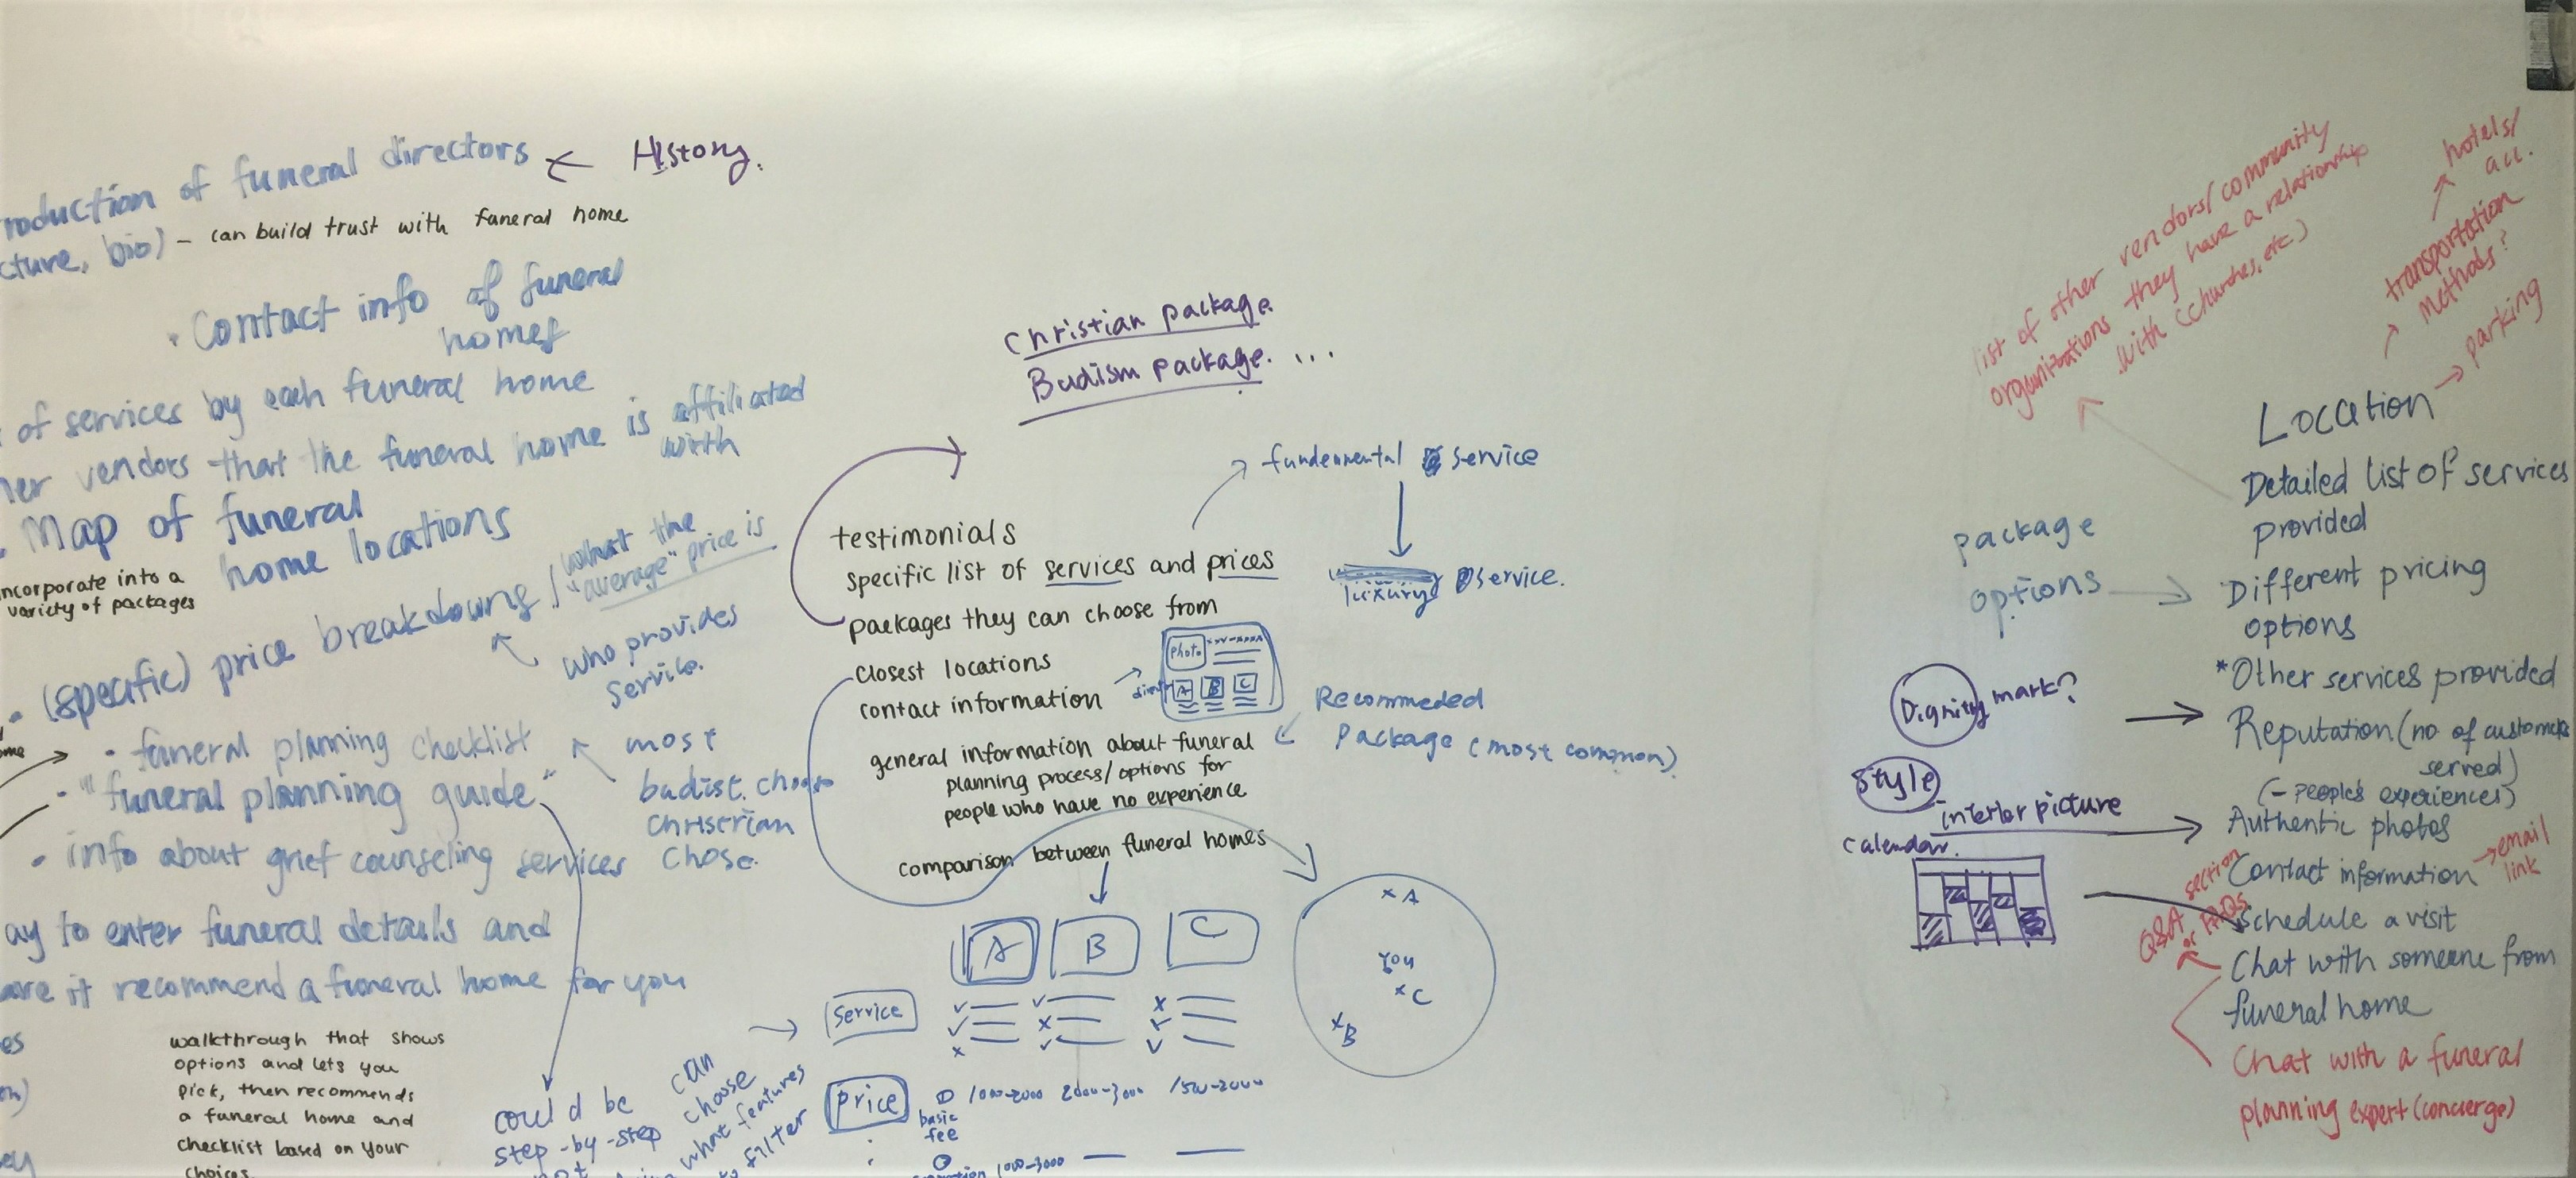 roduction of funeral directors
History.
cture, bio) - can build trust with funeral home
· Contact info of funeral
homes
of services by each funeral home
her vendors that the funeral home is affiliated
with
· Map of funeral
home locations
ncorporate into a
variety of packages
· (specific) price breakdowns / what the
"average" price is
who provides
service.
· funeral planning checklist
· "funeral planning guide"
· info about grief counseling services
most
budist choose
christian
chose.
ay to enter funeral details and
it recommend a funeral home for you
walkthrough that shows
options and lets you
pick, then recommends
a funeral home and
checklist based on your
choices
could be
step-by-step
can
choose
what features
to filter
Christian package.
Budism package. ...
fundenmental service
luxury service.
testimonials
specific list of services and prices
packages they can choose from
closest locations
contact information
photo
A B C
Recommeded
Package (most common)
general information about funeral
planning process/options for
people who have no experience
comparison between funeral homes
A B C
Service
Price
basic
fee
1000-2000 2000-3000 1500-2000
1000-3000
x A
You
x C
x B
list of other vendors/community
organizations they have a relationship
with (churches, etc.)
hotels/
acc.
transportation
methods?
parking
Location
Detailed list of services
provided
package
options
Different pricing
options
*Other services provided
Dignity mark?
Reputation (no of customers
served)
(- people's experiences)
Style
interior picture
Authentic photos
calendar.
Contact information
email
link
Schedule a visit
Q&A section
or FAQs
Chat with someone from
funeral home
Chat with a funeral
planning expert (concierge)